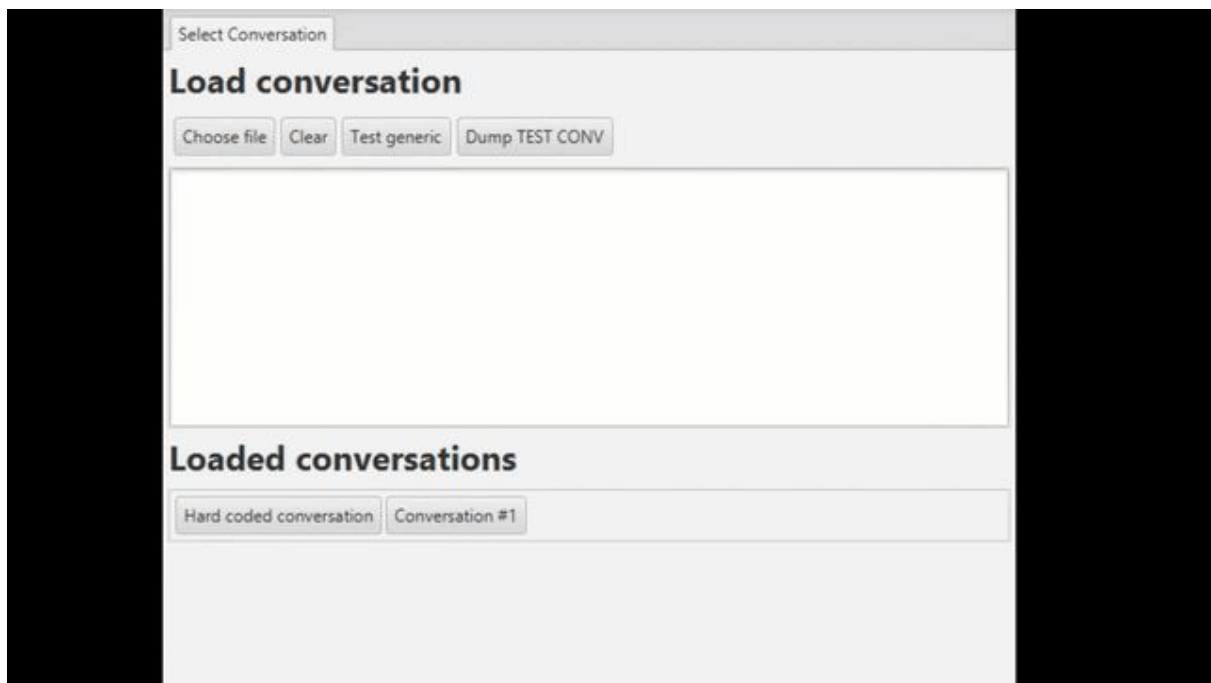 Select Conversation
Load conversation
Choose file Clear Test generic Dump TEST CONV
Loaded conversations
Hard coded conversation Conversation #1